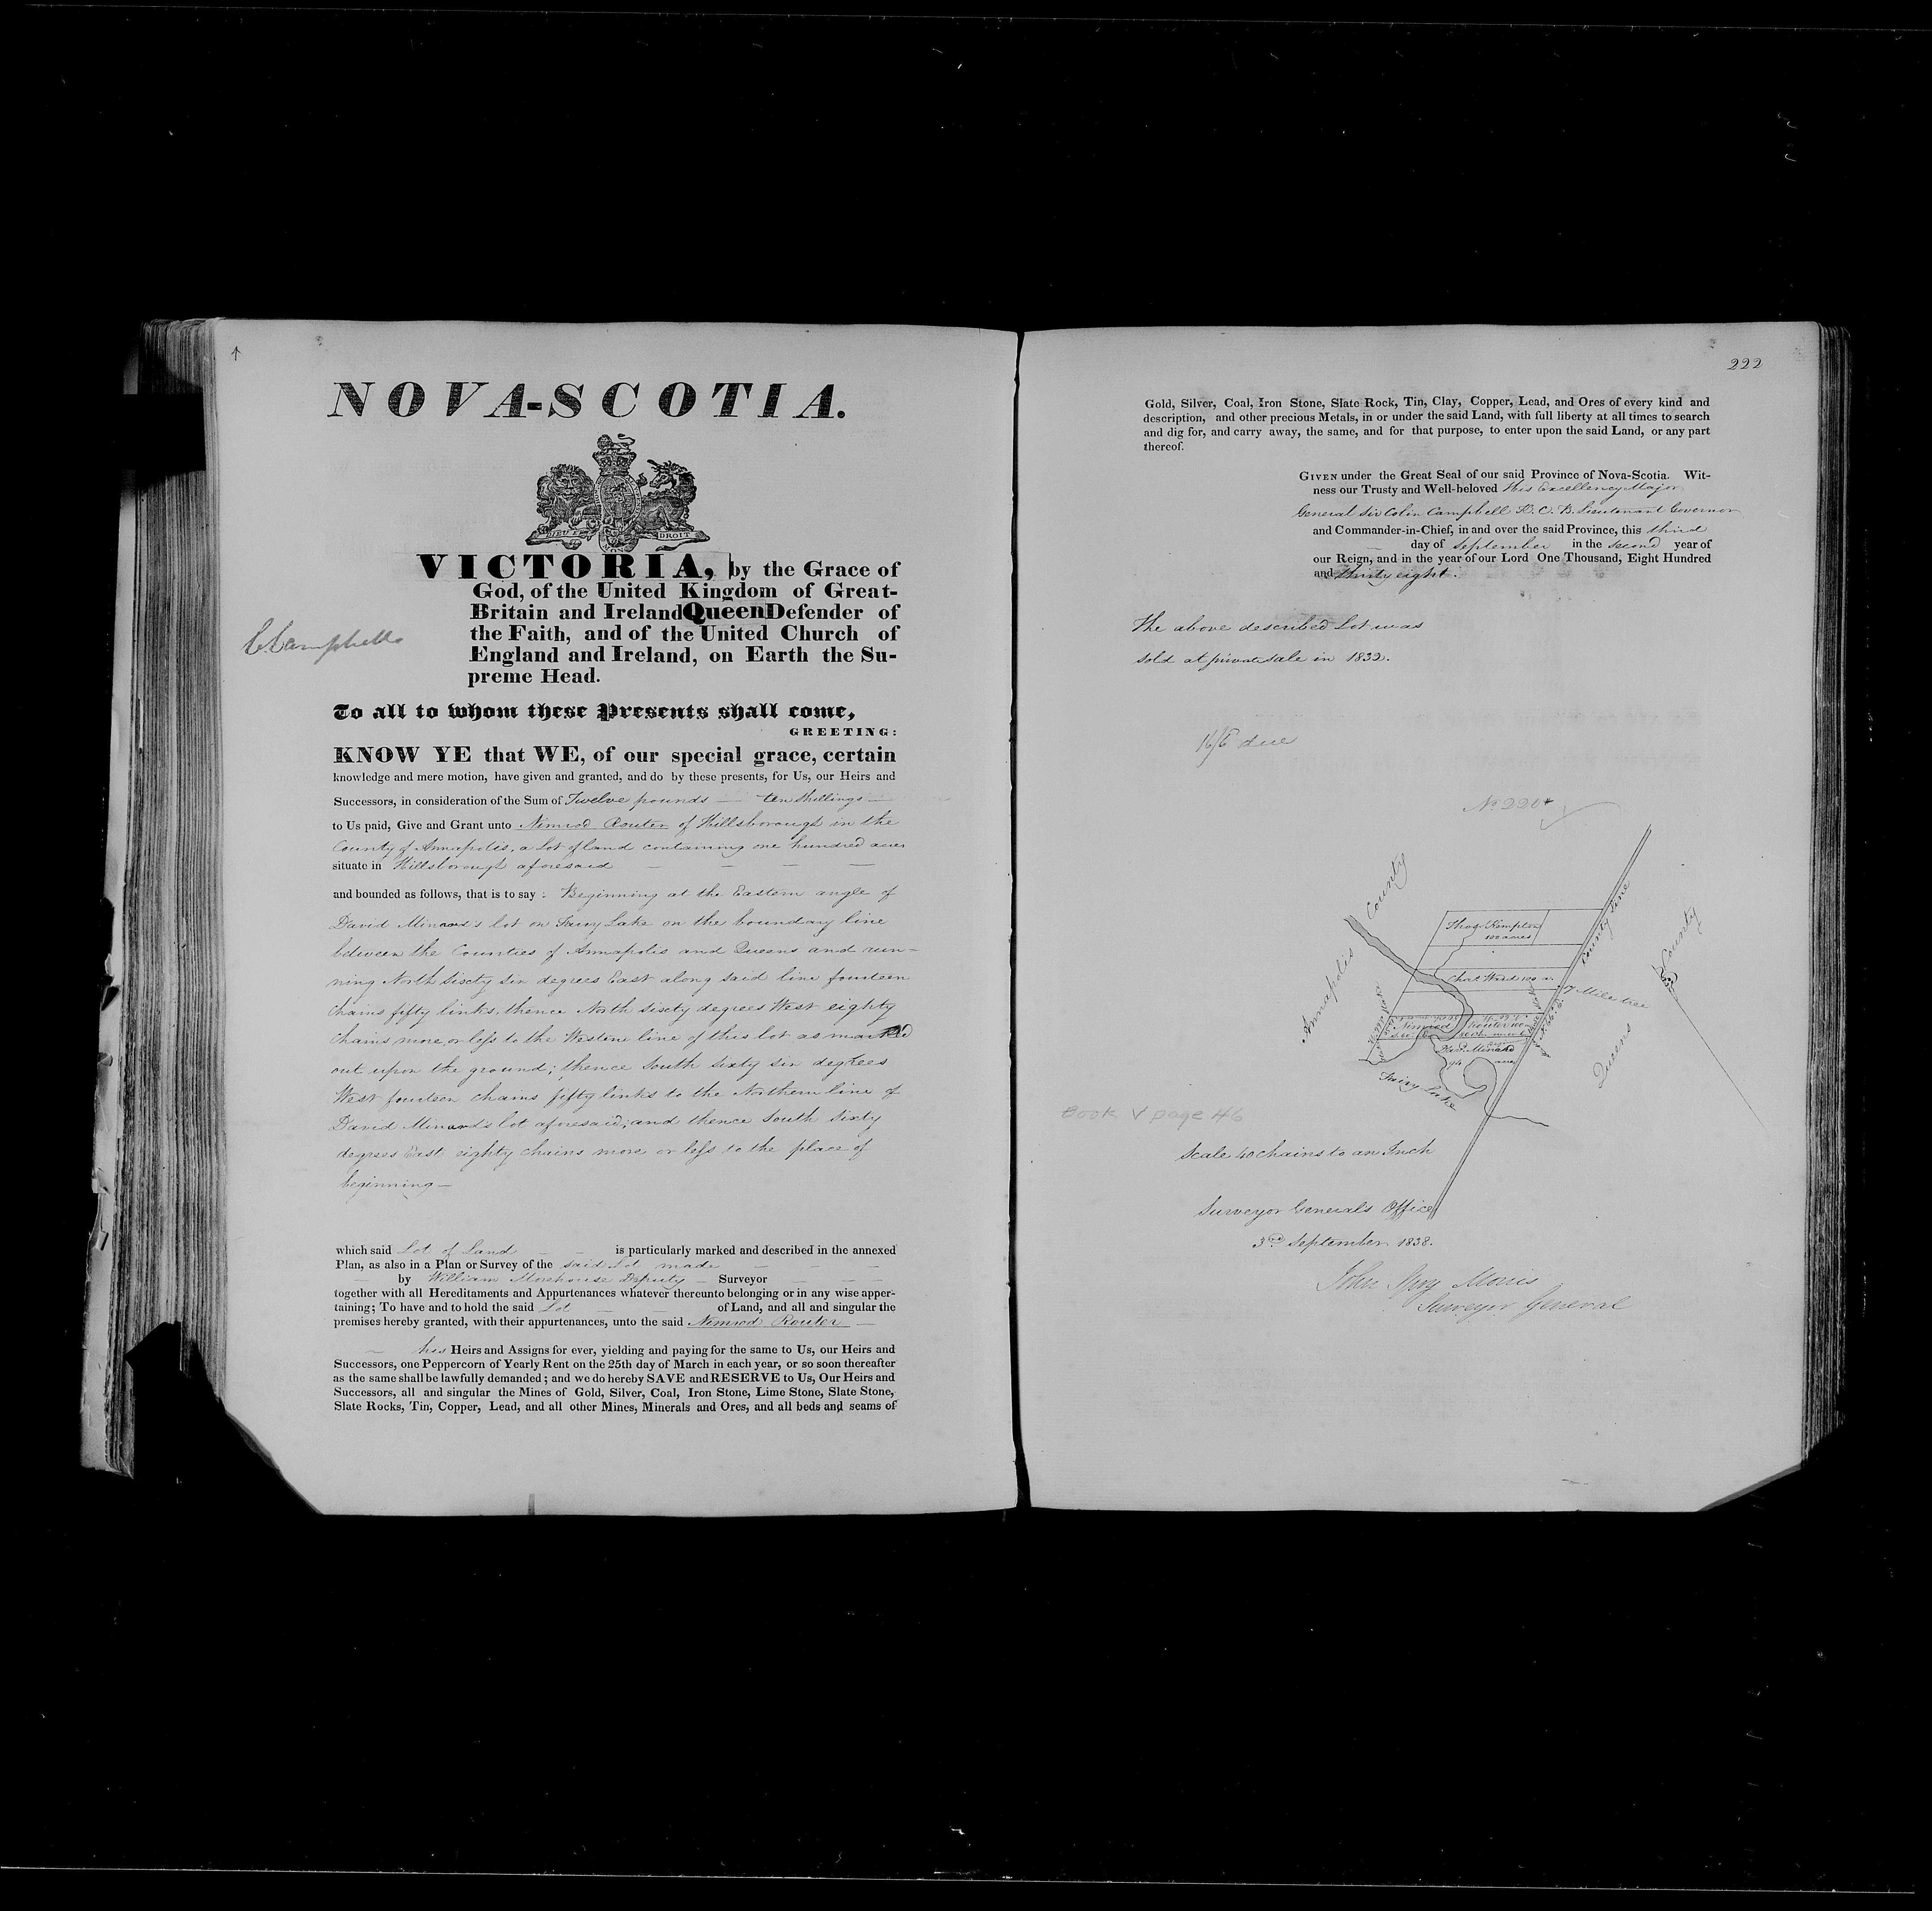 NOVA-SCOTIA.
DIEU ET MON DROIT
VICTORIA, by the Grace of
God, of the United Kingdom of Great-
Britain and Ireland Queen Defender of
the Faith, and of the United Church of
England and Ireland, on Earth the Su-
preme Head.
C Campbell
To all to whom these Presents shall come,
GREETING:
KNOW YE that WE, of our special grace, certain
knowledge and mere motion, have given and granted, and do by these presents, for Us, our Heirs and
Successors, in consideration of the Sum of Twelve pounds — ten shillings —
to Us paid, Give and Grant unto Nimrod Router of Hillsborough in the
County of Annapolis, a Lot of land containing one hundred acres
situate in Hillsborough aforesaid — — — —
and bounded as follows, that is to say: Beginning at the Eastern angle of
David Minard's lot on Fairy Lake on the boundary line
between the Counties of Annapolis and Queens and run-
ning North sixty six degrees East along said line fourteen
chains fifty links, thence North sixty degrees West eighty
chains more or less to the Western line of this lot as marked
out upon the ground; thence South sixty six degrees
West fourteen chains fifty links to the Northern line of
David Minard's lot aforesaid; and thence South sixty
degrees East eighty chains more or less to the place of
beginning —
which said Lot of Land — — is particularly marked and described in the annexed
Plan, as also in a Plan or Survey of the said Lot made — — —
— by William Morehouse Deputy — Surveyor — — —
together with all Hereditaments and Appurtenances whatever thereunto belonging or in any wise apper-
taining; To have and to hold the said Lot — — of Land, and all and singular the
premises hereby granted, with their appurtenances, unto the said Nimrod Router —
— his Heirs and Assigns for ever, yielding and paying for the same to Us, our Heirs and
Successors, one Peppercorn of Yearly Rent on the 25th day of March in each year, or so soon thereafter
as the same shall be lawfully demanded; and we do hereby SAVE and RESERVE to Us, Our Heirs and
Successors, all and singular the Mines of Gold, Silver, Coal, Iron Stone, Lime Stone, Slate Stone,
Slate Rocks, Tin, Copper, Lead, and all other Mines, Minerals and Ores, and all beds and seams of
222
Gold, Silver, Coal, Iron Stone, Slate Rock, Tin, Clay, Copper, Lead, and Ores of every kind and
description, and other precious Metals, in or under the said Land, with full liberty at all times to search
and dig for, and carry away, the same, and for that purpose, to enter upon the said Land, or any part
thereof.
GIVEN under the Great Seal of our said Province of Nova-Scotia. Wit-
ness our Trusty and Well-beloved His Excellency Major
General Sir Colin Campbell K. C. B. Lieutenant Governor
and Commander-in-Chief, in and over the said Province, this third
day of September in the second year of
our Reign, and in the year of our Lord One Thousand, Eight Hundred
and thirty eight.
The above described Lot was
sold at private sale in 1832.
16/6 due
No 2204
Annapolis County
County Line
Queens County
Thos Kempton
100 acres
Chas Ward 100 a.
7 Mile tree
Nimrod Router 100
Davd Minard
94 acres
Fairy Lake
Book V page 46
Scale 40 chains to an Inch
Surveyor Generals Office
3rd September 1838.
John Spry Morris
Surveyor General